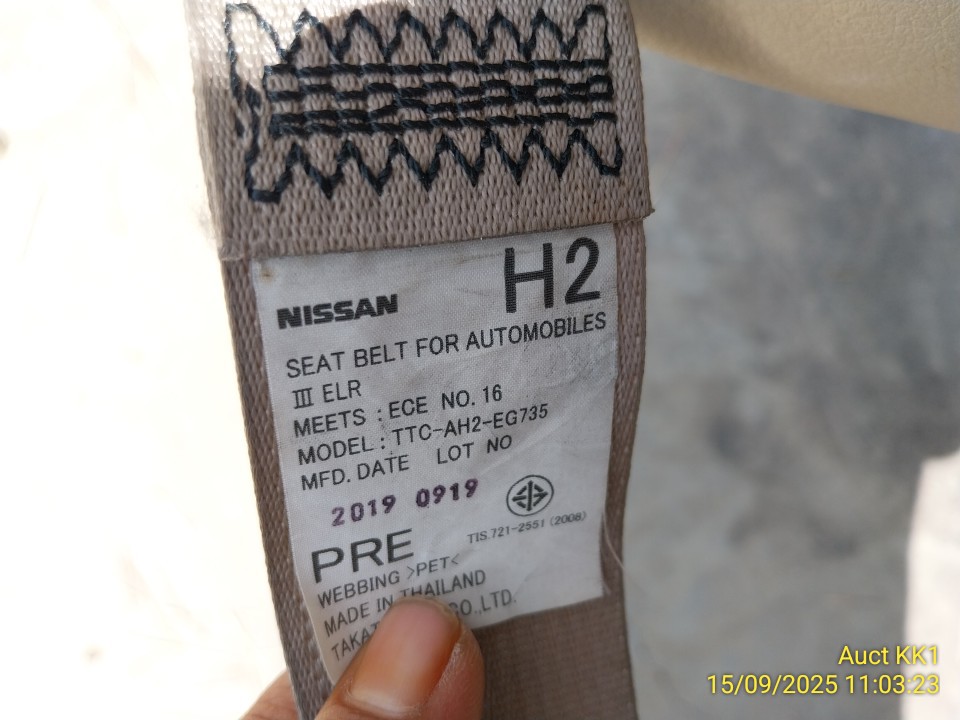 H2
NISSAN
SEAT BELT FOR AUTOMOBILES
III ELR
MEETS : ECE NO. 16
MODEL : TTC-AH2-EG735
MFD. DATE LOT NO
2019 0919
TIS.721-2551 (2008)
PRE
WEBBING >PET<
MADE IN THAILAND
CO.,LTD.
Auct KK1
15/09/2025 11:03:23